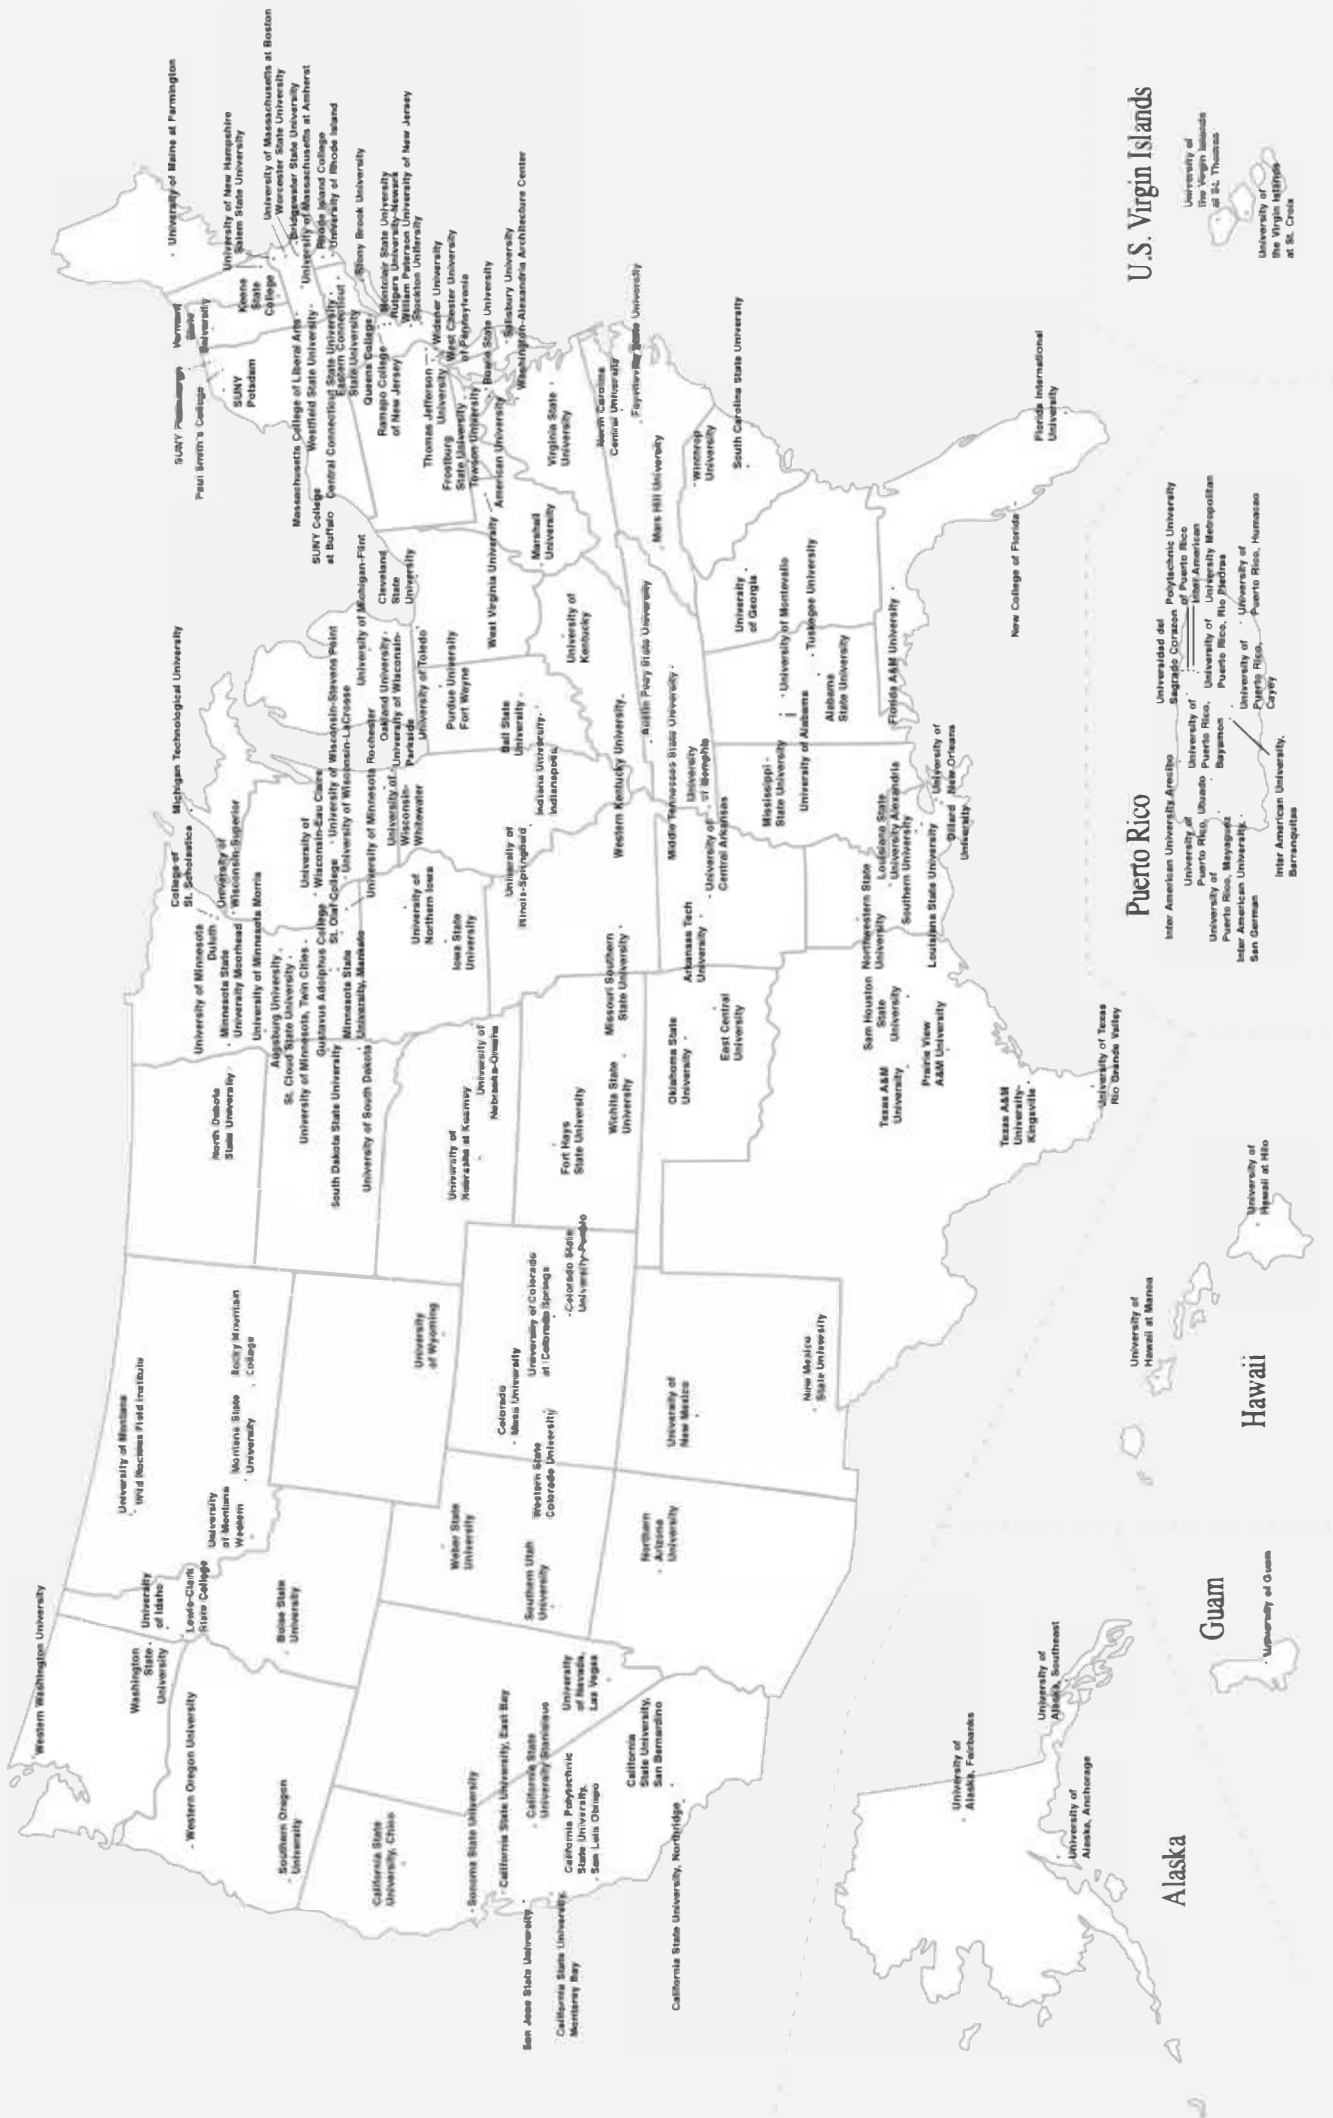 Western Washington University
Washington
State
University
Western Oregon University
Southern Oregon
University
University
of Idaho
Lewis-Clark
State College
Boise State
University
University of Montana
Wild Rockies Field Institute
University
of Montana
Western
Montana State
University
Rocky Mountain
College
University
of Wyoming
California State
University, Chico
Sonoma State University
California State University, East Bay
San Jose State University
California State University,
Monterey Bay
California State
University Stanislaus
California Polytechnic
State University,
San Luis Obispo
California State University, Northridge
California
State University,
San Bernardino
University
of Nevada,
Las Vegas
Weber State
University
Southern Utah
University
Northern
Arizona
University
Colorado
Mesa University
Western State
Colorado University
University of Colorado
at Colorado Springs
Colorado State
University-Pueblo
University of
New Mexico
New Mexico
State University
North Dakota
State University
South Dakota State University
University of South Dakota
University of
Nebraska at Kearney
University of
Nebraska-Omaha
Fort Hays
State University
Wichita State
University
Oklahoma State
University
East Central
University
Texas A&M
University
Sam Houston
State
University
Prairie View
A&M University
Texas A&M
University-
Kingsville
University of Texas
Rio Grande Valley
University of Minnesota
Duluth
Minnesota State
University Moorhead
University of Minnesota Morris
Augsburg University
St. Cloud State University
University of Minnesota, Twin Cities
Gustavus Adolphus College
St. Olaf College
Minnesota State
University, Mankato
University of Minnesota Rochester
College of
St. Scholastica
University of
Wisconsin-Superior
University of
Wisconsin-Eau Claire
University of Wisconsin-Stevens Point
University of Wisconsin-LaCrosse
University of
Wisconsin-
Whitewater
University of Wisconsin-
Parkside
Michigan Technological University
University of Michigan-Flint
Oakland University
University of
Northern Iowa
Iowa State
University
University of
Illinois-Springfield
Missouri Southern
State University
Arkansas Tech
University
University of
Central Arkansas
Northwestern State
University
Louisiana State
University Alexandria
Southern University
Louisiana State University
Dillard
University
University of
New Orleans
Mississippi
State University
University of Alabama
University of Montevallo
Tuskegee University
Alabama
State University
University
of Memphis
Middle Tennessee State University
Austin Peay State University
Western Kentucky University
University of
Kentucky
Indiana University-
Indianapolis
Ball State
University
Purdue University
Fort Wayne
University of Toledo
Cleveland
State
University
West Virginia University
Marshall
University
University
of Georgia
Florida A&M University
New College of Florida
Florida International
University
South Carolina State University
Winthrop
University
Mars Hill University
North Carolina
Central University
Fayetteville State University
Virginia State
University
American University
Washington-Alexandria Architecture Center
Salisbury University
Bowie State University
Towson University
Frostburg
State University
Thomas Jefferson
University
West Chester University
of Pennsylvania
Widener University
Stockton University
William Paterson University of New Jersey
Rutgers University-Newark
Montclair State University
Ramapo College
of New Jersey
Queens College
Stony Brook University
Eastern Connecticut
State University
Central Connecticut State University
Westfield State University
Massachusetts College of Liberal Arts
SUNY College
at Buffalo
SUNY
Potsdam
Paul Smith's College
SUNY Plattsburgh
Vermont
State
University
Keene
State
College
University of Maine at Farmington
University of New Hampshire
Salem State University
University of Massachusetts at Boston
Worcester State University
Bridgewater State University
University of Massachusetts at Amherst
Rhode Island College
University of Rhode Island
Alaska
University of
Alaska, Fairbanks
University of
Alaska, Southeast
University of
Alaska, Anchorage
Guam
University of Guam
Hawaii
University of
Hawaii at Manoa
University of
Hawaii at Hilo
Puerto Rico
Inter American University, Arecibo
University of
Puerto Rico, Utuado
University of
Puerto Rico, Mayaguez
Inter American University,
San German
Inter American University,
Barranquitas
University of
Puerto Rico,
Bayamon
Universidad del
Sagrado Corazon
Polytechnic University
of Puerto Rico
Inter American
University Metropolitan
University of
Puerto Rico, Rio Piedras
University of
Puerto Rico,
Cayey
University of
Puerto Rico, Humacao
U.S. Virgin Islands
University of
the Virgin Islands
at St. Thomas
University of
the Virgin Islands
at St. Croix